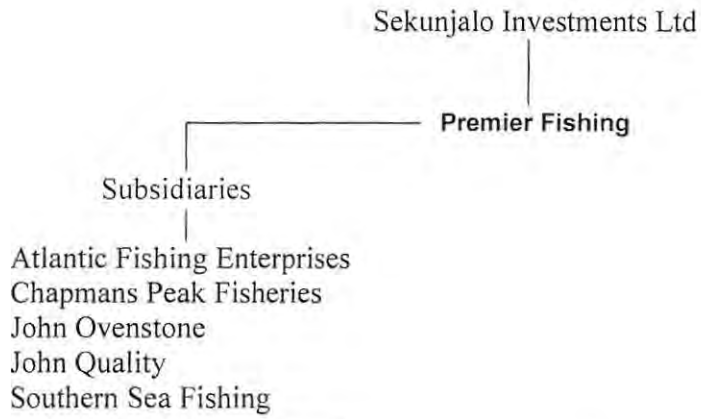 Sekunjalo Investments Ltd
Premier Fishing
Subsidiaries
Atlantic Fishing Enterprises
Chapmans Peak Fisheries
John Ovenstone
John Quality
Southern Sea Fishing